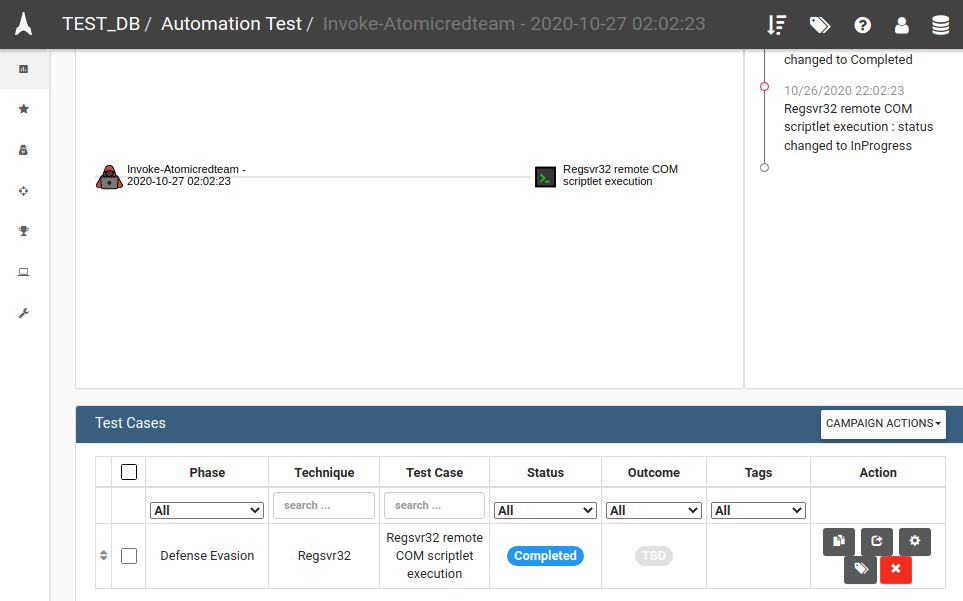 TEST_DB / Automation Test / Invoke-Atomicredteam - 2020-10-27 02:02:23
changed to Completed
10/26/2020 22:02:23
Regsvr32 remote COM
scriptlet execution : status
changed to InProgress
Invoke-Atomicredteam -
2020-10-27 02:02:23
Regsvr32 remote COM
scriptlet execution
Test Cases
CAMPAIGN ACTIONS
Phase Technique Test Case Status Outcome Tags Action
All search ... search ... All All All
Defense Evasion Regsvr32 Regsvr32 remote COM scriptlet execution Completed TBD